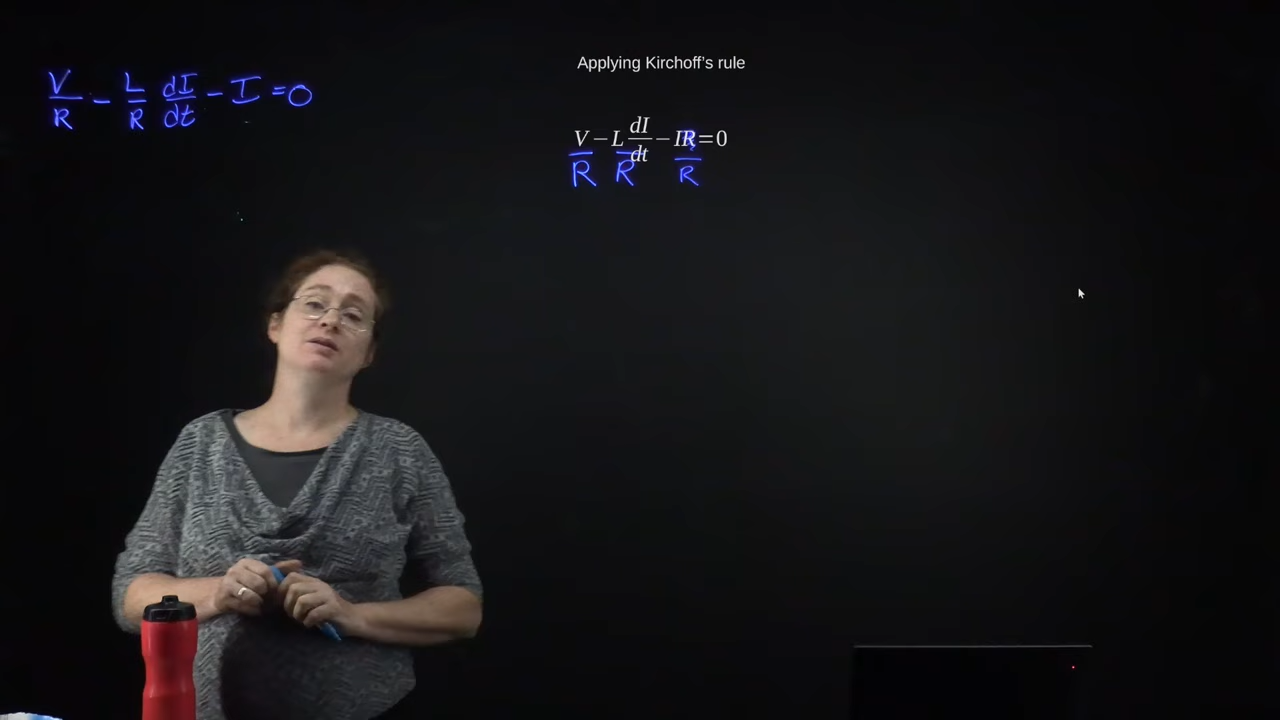 Applying Kirchoff's rule
V/R - L/R dI/dt - I = 0
V - L dI/dt - IR = 0
R R R